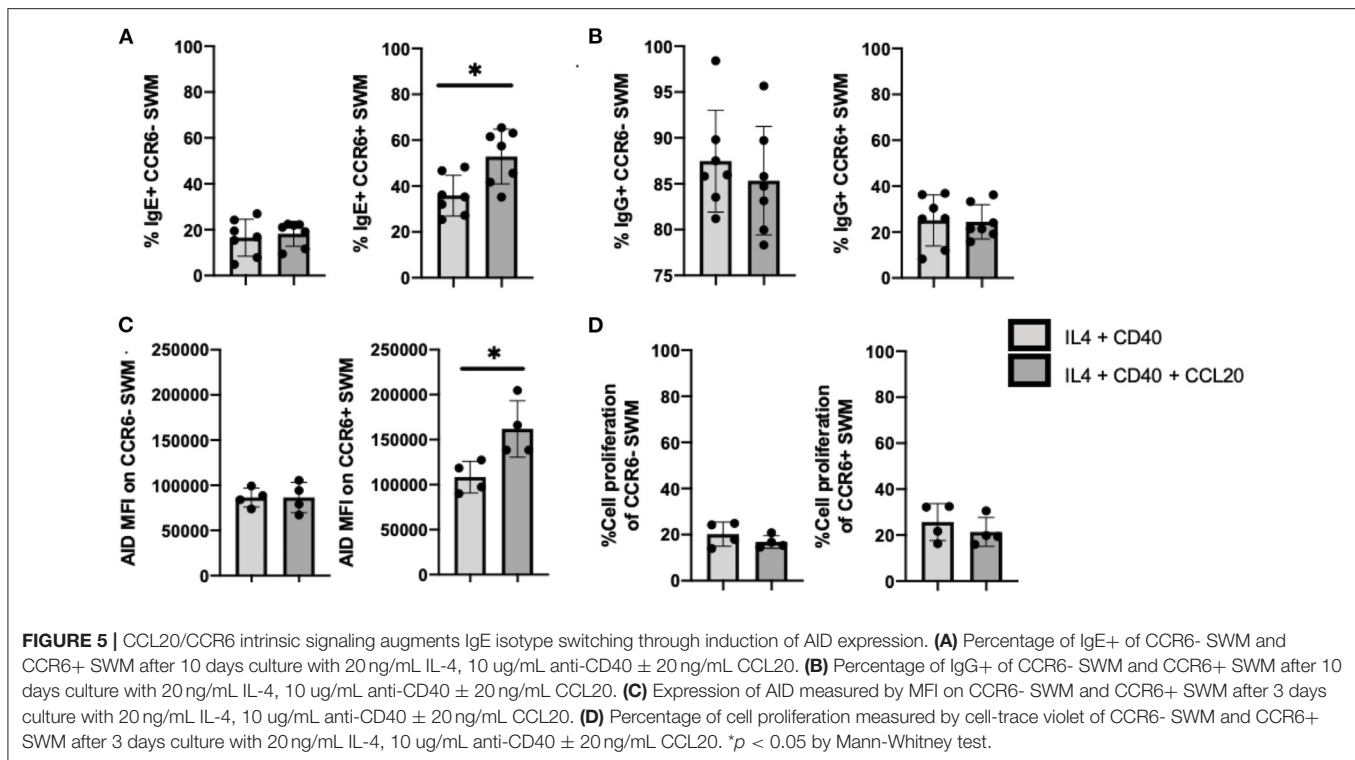 A
% IgE+ CCR6- SWM
100
80
60
40
20
0
% IgE+ CCR6+ SWM
100
80
60
40
20
0
*
B
% IgG+ CCR6- SWM
100
95
90
85
80
75
% IgG+ CCR6+ SWM
100
80
60
40
20
0
C
AID MFI on CCR6- SWM
250000
200000
150000
100000
50000
0
AID MFI on CCR6+ SWM
250000
200000
150000
100000
50000
0
*
D
%Cell proliferation
of CCR6- SWM
100
80
60
40
20
0
%Cell proliferation
of CCR6+ SWM
100
80
60
40
20
0
IL4 + CD40
IL4 + CD40 + CCL20
FIGURE 5 | CCL20/CCR6 intrinsic signaling augments IgE isotype switching through induction of AID expression. (A) Percentage of IgE+ of CCR6- SWM and
CCR6+ SWM after 10 days culture with 20 ng/mL IL-4, 10 ug/mL anti-CD40 ± 20 ng/mL CCL20. (B) Percentage of IgG+ of CCR6- SWM and CCR6+ SWM after 10
days culture with 20 ng/mL IL-4, 10 ug/mL anti-CD40 ± 20 ng/mL CCL20. (C) Expression of AID measured by MFI on CCR6- SWM and CCR6+ SWM after 3 days
culture with 20 ng/mL IL-4, 10 ug/mL anti-CD40 ± 20 ng/mL CCL20. (D) Percentage of cell proliferation measured by cell-trace violet of CCR6- SWM and CCR6+
SWM after 3 days culture with 20 ng/mL IL-4, 10 ug/mL anti-CD40 ± 20 ng/mL CCL20. *p < 0.05 by Mann-Whitney test.